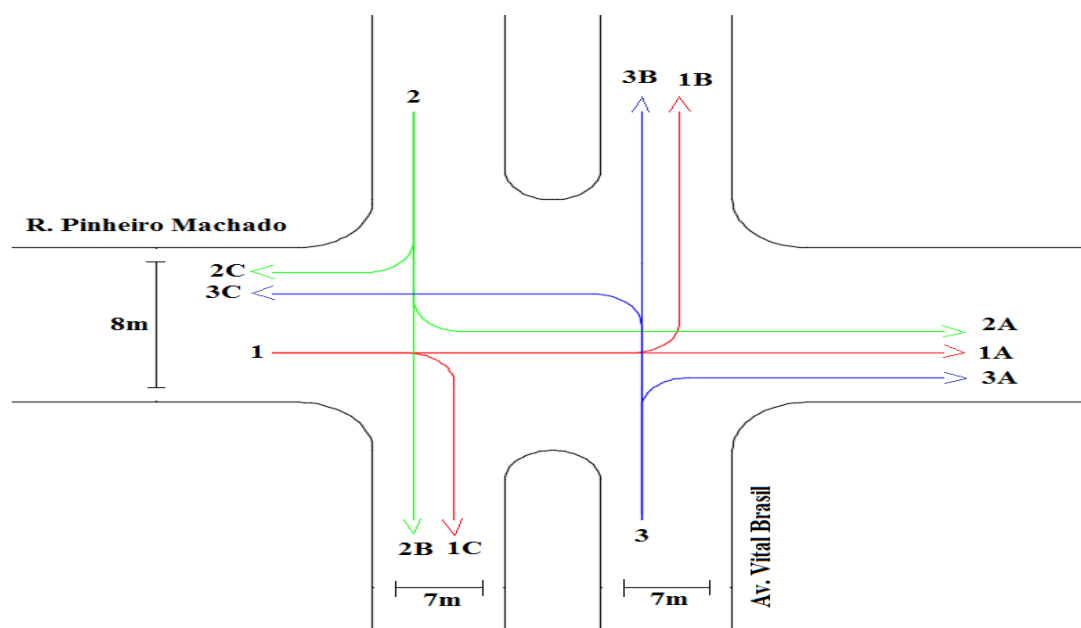 3B 1B
2
R. Pinheiro Machado
2C
3C
8m
1
2A
1A
3A
2B 1C
3
7m
7m
Av. Vital Brasil